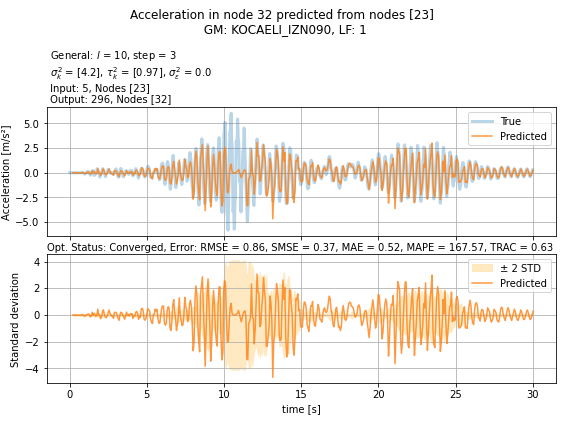 Acceleration in node 32 predicted from nodes [23]
GM: KOCAELI_IZN090, LF: 1
General: l = 10, step = 3
σ²ₖ = [4.2], τ²ₖ = [0.97], σ²ε = 0.0
Input: 5, Nodes [23]
Output: 296, Nodes [32]
Acceleration [m/s²]
5.0
2.5
0.0
−2.5
−5.0
True
Predicted
Opt. Status: Converged, Error: RMSE = 0.86, SMSE = 0.37, MAE = 0.52, MAPE = 167.57, TRAC = 0.63
Standard deviation
4
2
0
−2
−4
± 2 STD
Predicted
0 5 10 15 20 25 30
time [s]